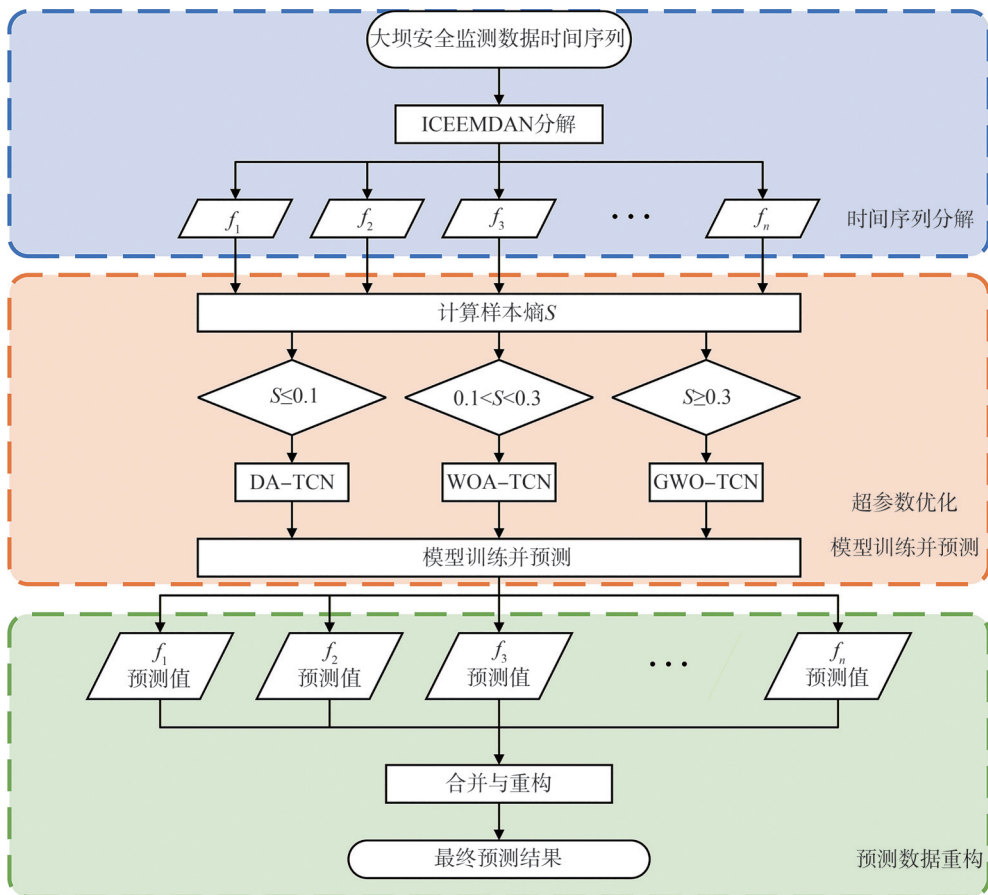 大坝安全监测数据时间序列
ICEEMDAN分解
f1 f2 f3 ··· fn
时间序列分解
计算样本熵S
S≤0.1 0.1<S<0.3 S≥0.3
DA-TCN WOA-TCN GWO-TCN
超参数优化
模型训练并预测
模型训练并预测
f1 f2 f3 ··· fn
预测值 预测值 预测值 预测值
合并与重构
最终预测结果
预测数据重构